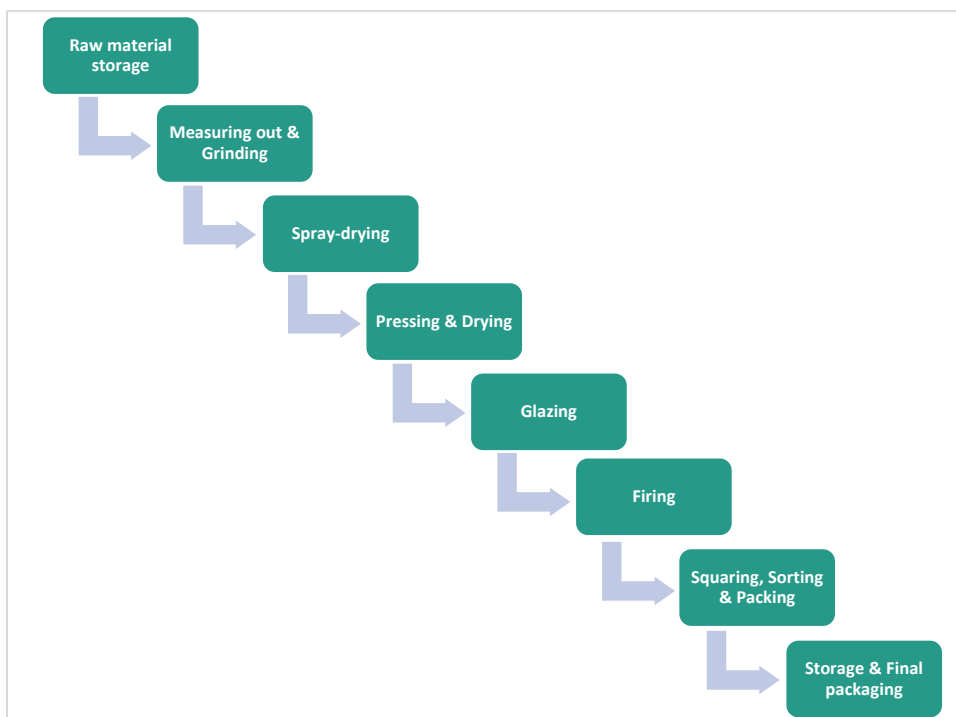 Raw material
storage
Measuring out &
Grinding
Spray-drying
Pressing & Drying
Glazing
Firing
Squaring, Sorting
& Packing
Storage & Final
packaging